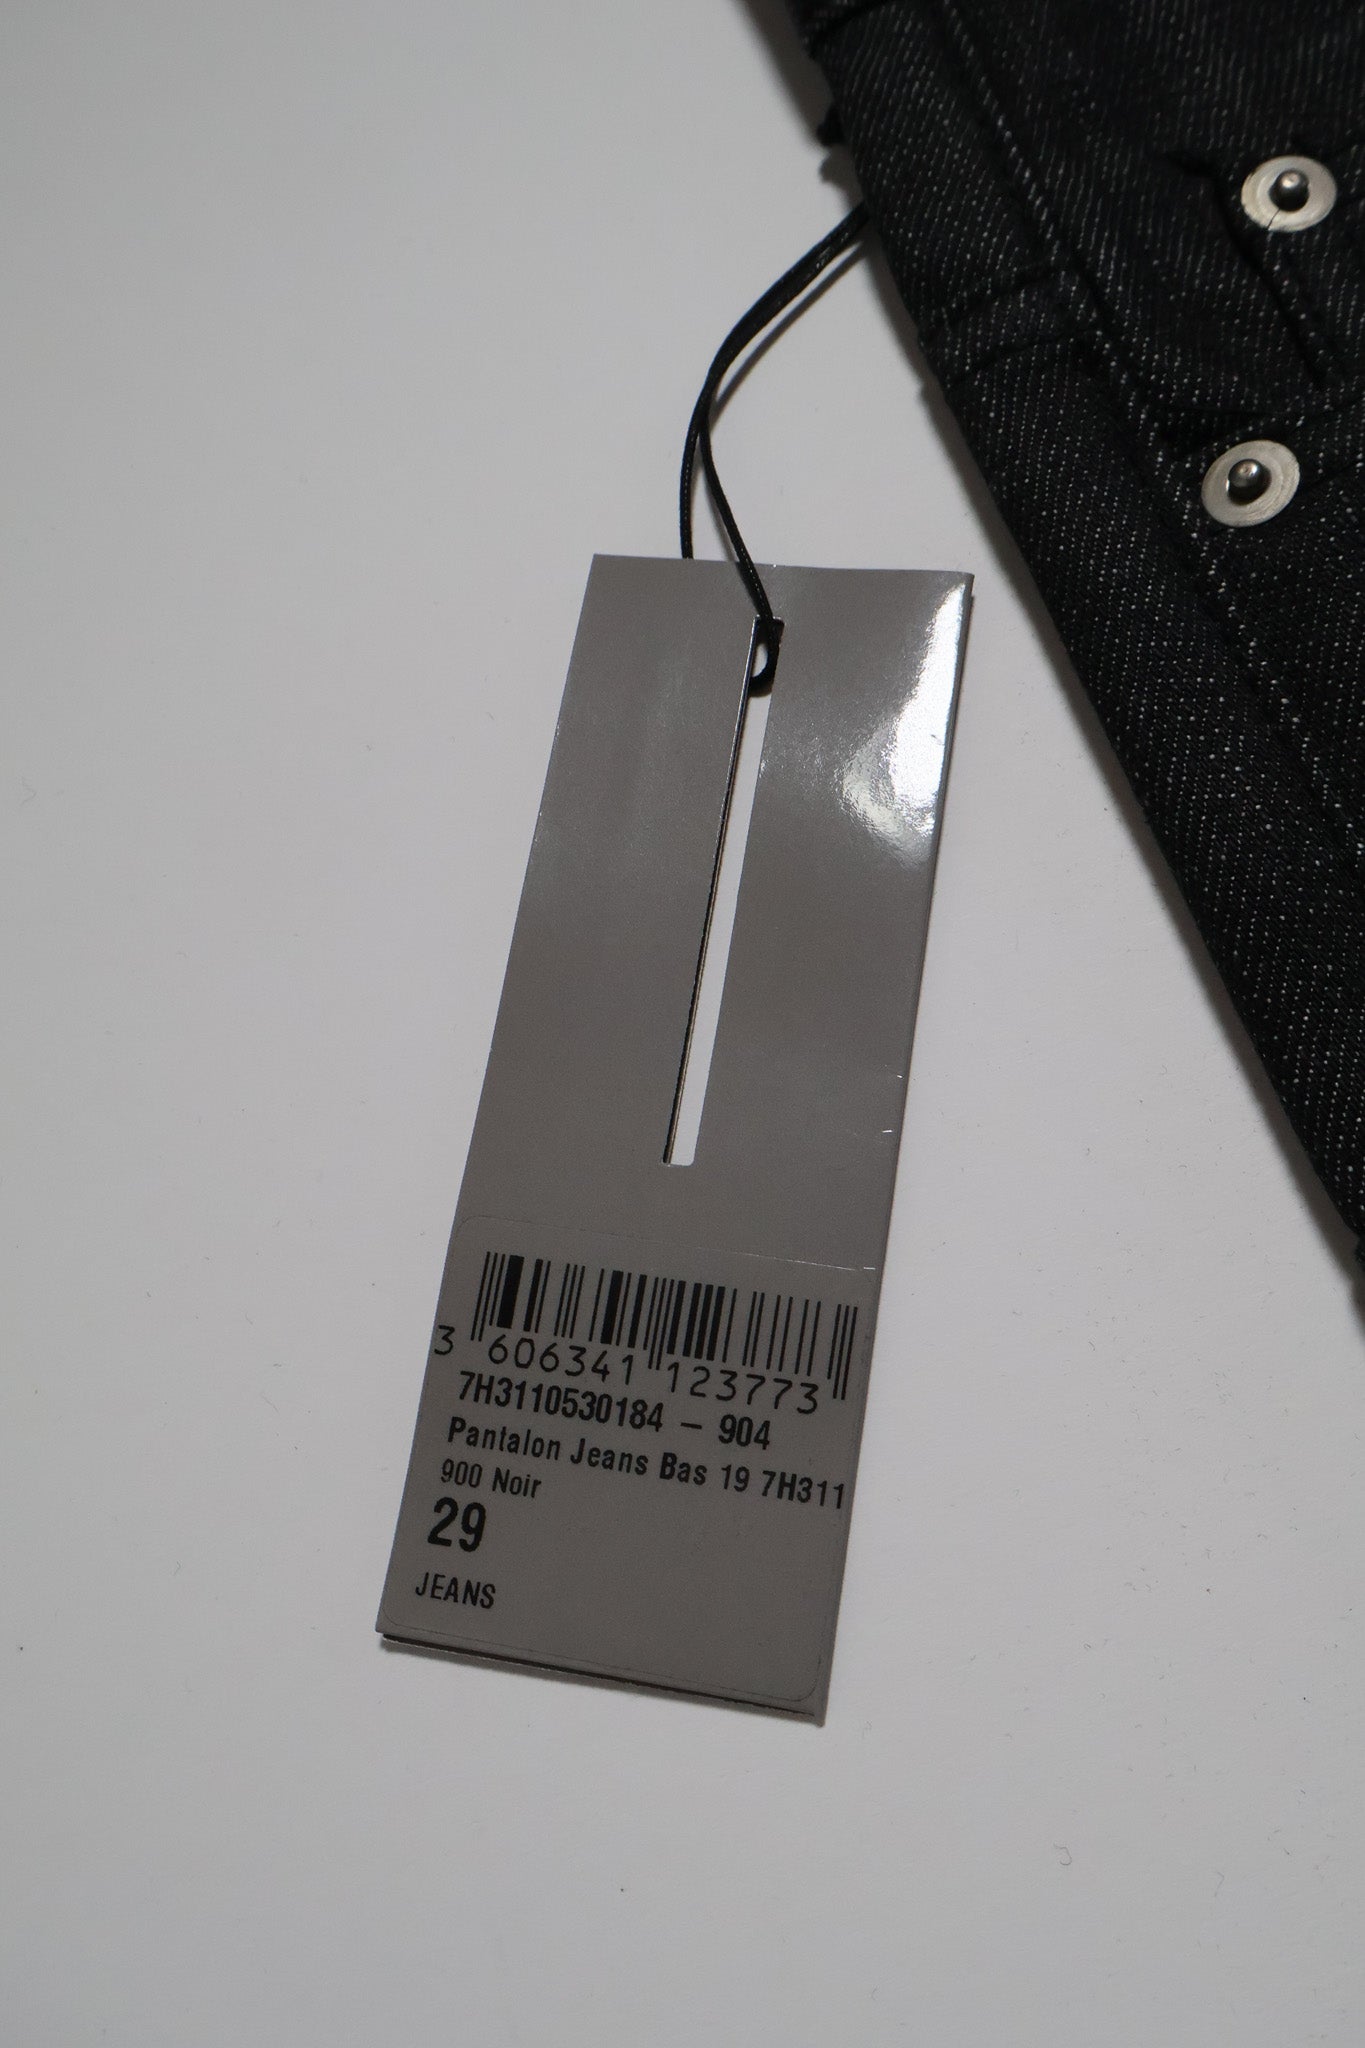 3 606341 123773
7H3110530184 - 904
Pantalon Jeans Bas 19 7H311
900 Noir
29
JEANS